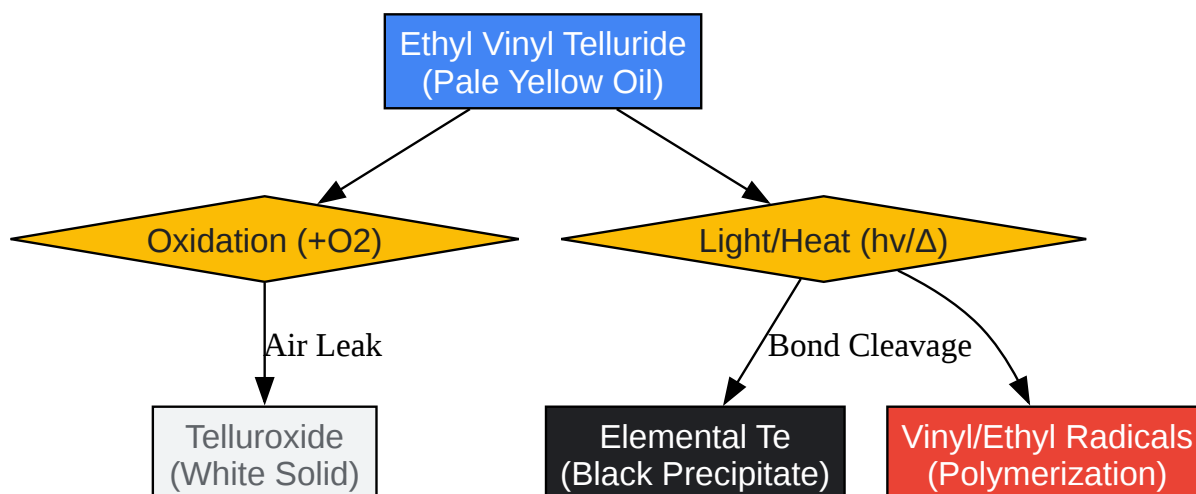 Ethyl Vinyl Telluride
(Pale Yellow Oil)
Oxidation (+O2)
Light/Heat (hv/Δ)
Air Leak
Bond Cleavage
Telluroxide
(White Solid)
Elemental Te
(Black Precipitate)
Vinyl/Ethyl Radicals
(Polymerization)